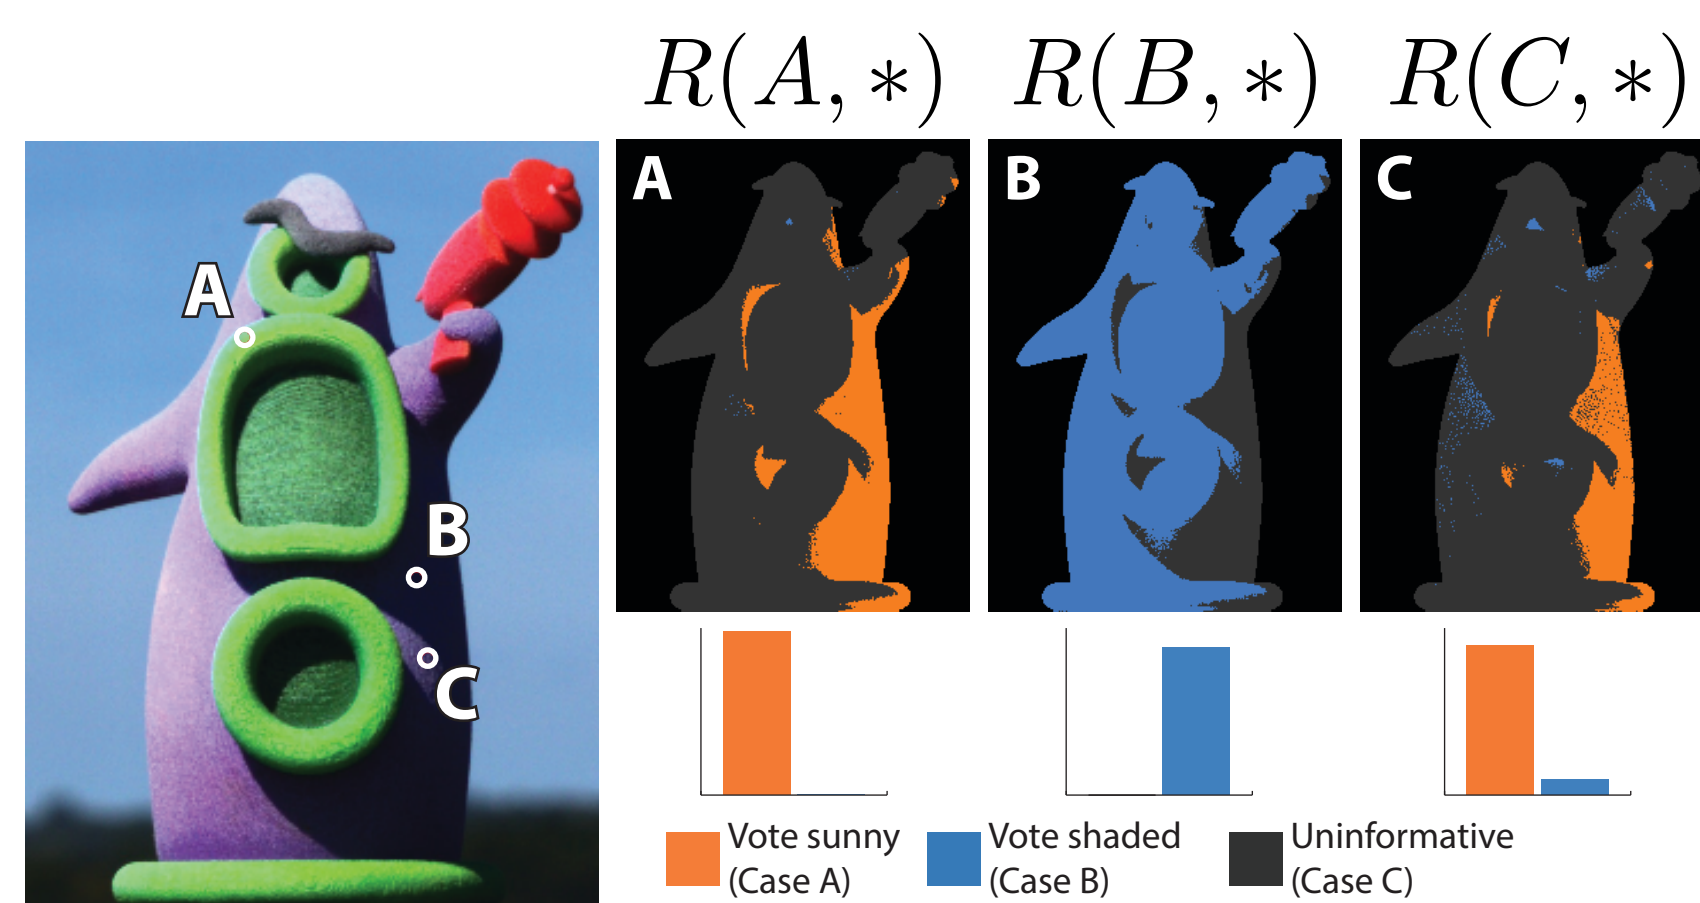 R(A, *) R(B, *) R(C, *)
A B C
A
B
C
Vote sunny Vote shaded Uninformative
(Case A) (Case B) (Case C)